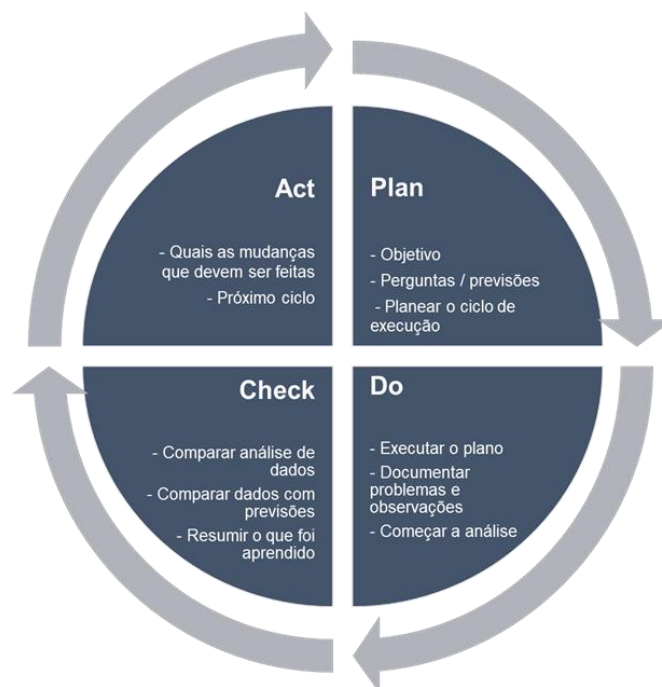 Act
- Quais as mudanças
que devem ser feitas
- Próximo ciclo
Plan
- Objetivo
- Perguntas / previsões
- Planear o ciclo de
execução
Check
- Comparar análise de
dados
- Comparar dados com
previsões
- Resumir o que foi
aprendido
Do
- Executar o plano
- Documentar
problemas e
observações
- Começar a análise